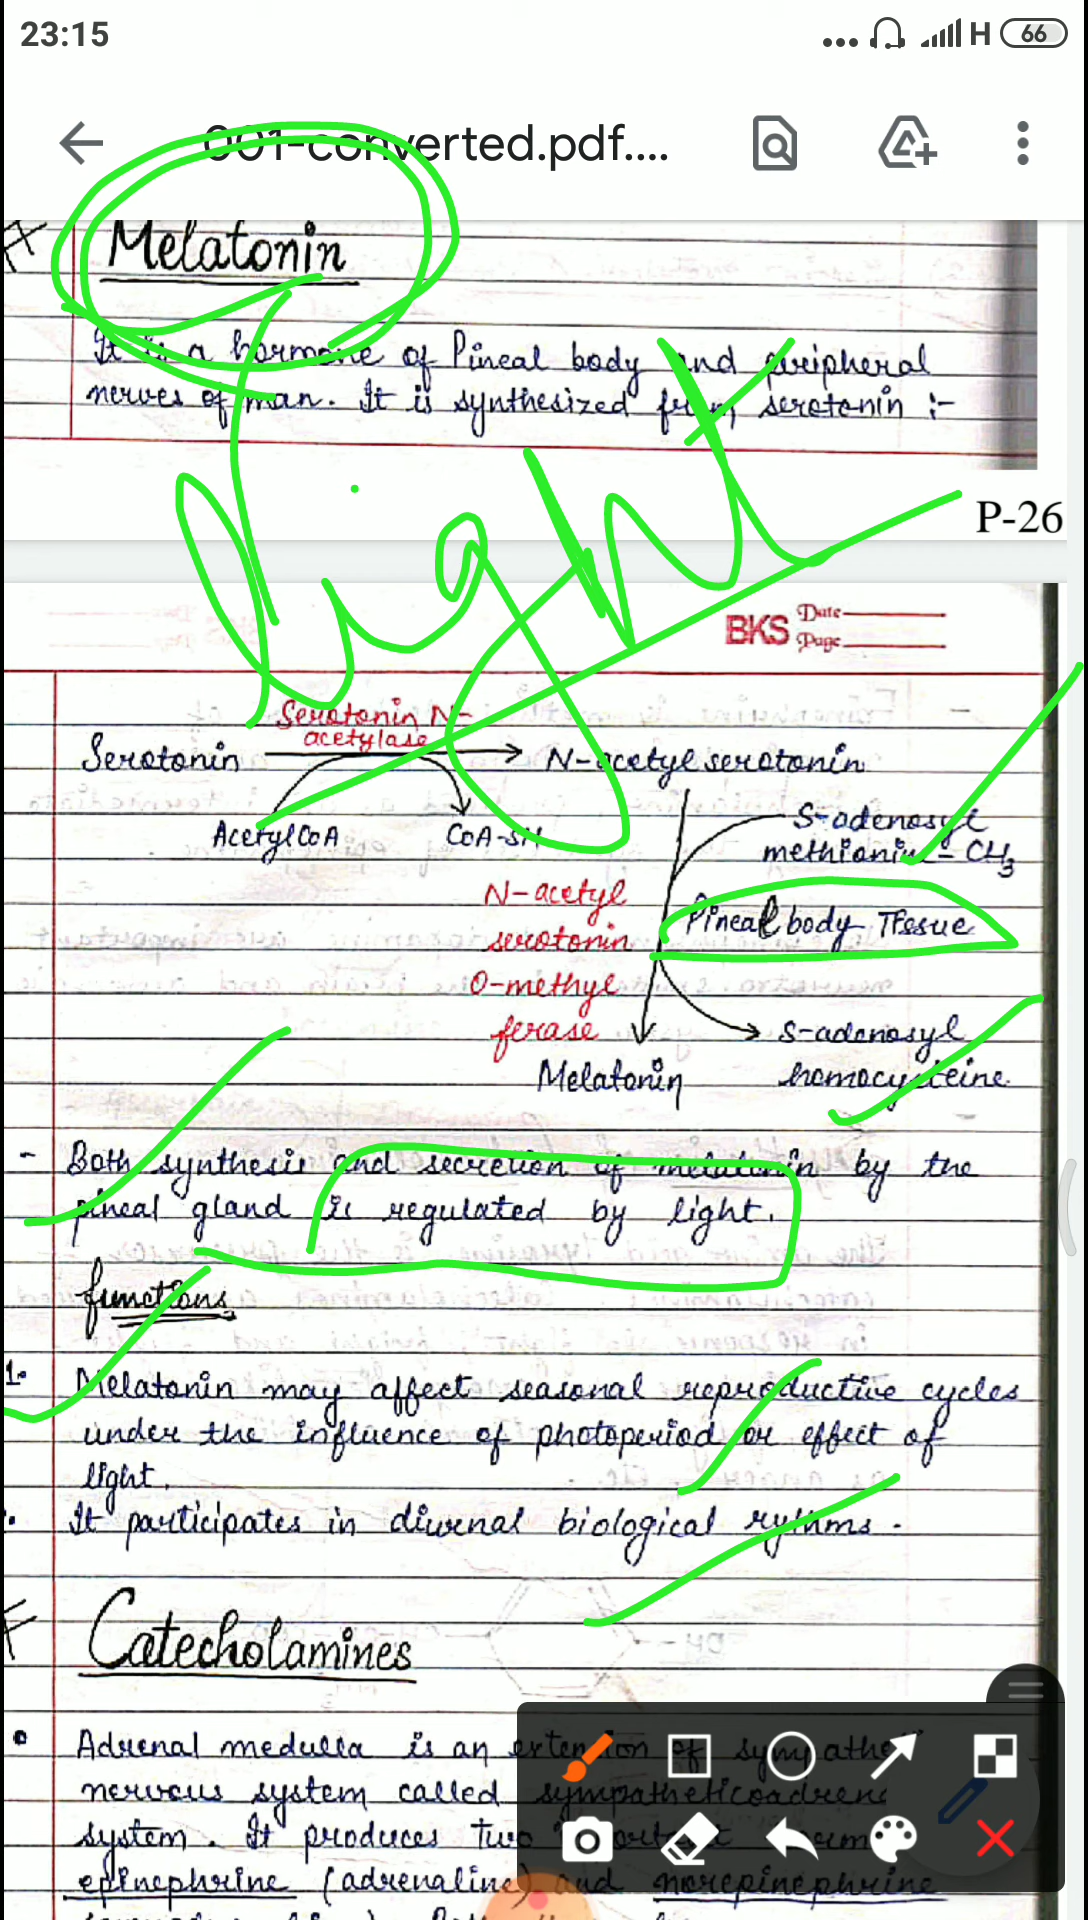 23:15
H 66
001-converted.pdf....
Melatonin
It is a hormone of Pineal body and peripheral
nerves of man. It is synthesized from serotonin :-
light
P-26
BKS Date
Page
Serotonin N-
acetylase
Serotonin N-acetyl serotonin
Acetyl CoA CoA-SH
S-adenosyl
methionine - CH3
N-acetyl
serotonin
O-methyl
ferase
Pineal body Tissue
S-adenosyl
homocysteine
Melatonin
- Both synthesis and secretion of melatonin by the
pineal gland is regulated by light.
functions
1. Melatonin may affect seasonal reproductive cycles
under the influence of photoperiod or effect of
light.
It participates in diurnal biological rythms.
Catecholamines
Adrenal medulla is an extension of sympathe
nervous system called sympatheticoadren
system. It produces two
epinephrine (adrenaline) and norepinephrine